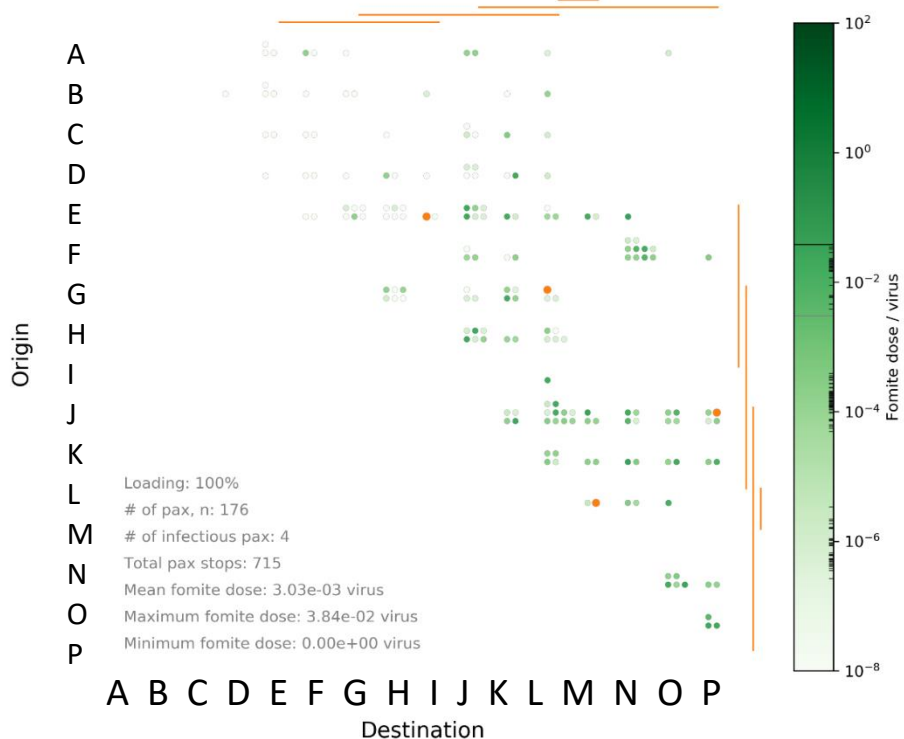 A
B
C
D
E
F
G
H
I
J
K
L
M
N
O
P
Origin
Loading: 100%
# of pax, n: 176
# of infectious pax: 4
Total pax stops: 715
Mean fomite dose: 3.03e-03 virus
Maximum fomite dose: 3.84e-02 virus
Minimum fomite dose: 0.00e+00 virus
A B C D E F G H I J K L M N O P
Destination
10²
10⁰
10⁻²
10⁻⁴
10⁻⁶
10⁻⁸
Fomite dose / virus